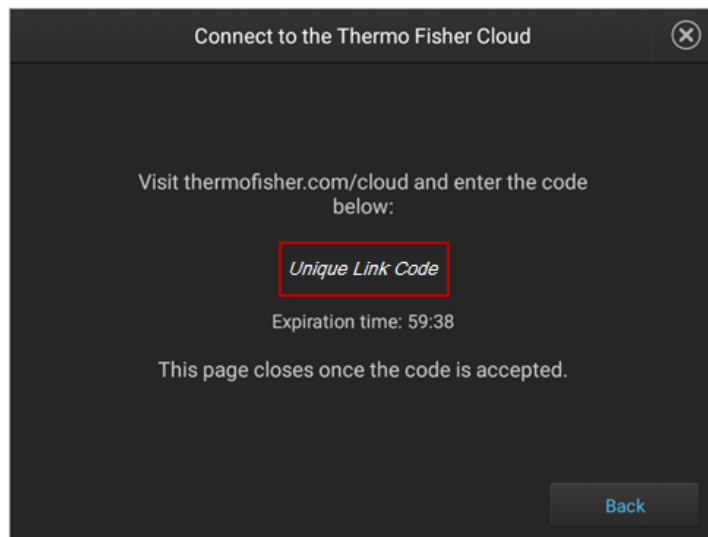 Connect to the Thermo Fisher Cloud
Visit thermofisher.com/cloud and enter the code
below:
Unique Link Code
Expiration time: 59:38
This page closes once the code is accepted.
Back